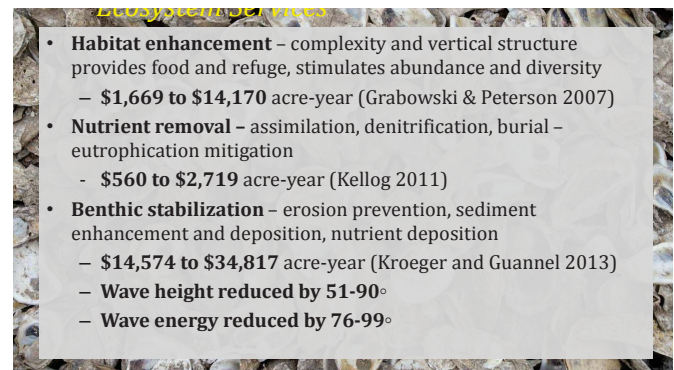 Ecosystem Services
• Habitat enhancement – complexity and vertical structure
provides food and refuge, stimulates abundance and diversity
– $1,669 to $14,170 acre-year (Grabowski & Peterson 2007)
• Nutrient removal – assimilation, denitrification, burial –
eutrophication mitigation
- $560 to $2,719 acre-year (Kellog 2011)
• Benthic stabilization – erosion prevention, sediment
enhancement and deposition, nutrient deposition
– $14,574 to $34,817 acre-year (Kroeger and Guannel 2013)
– Wave height reduced by 51-90◦
– Wave energy reduced by 76-99◦